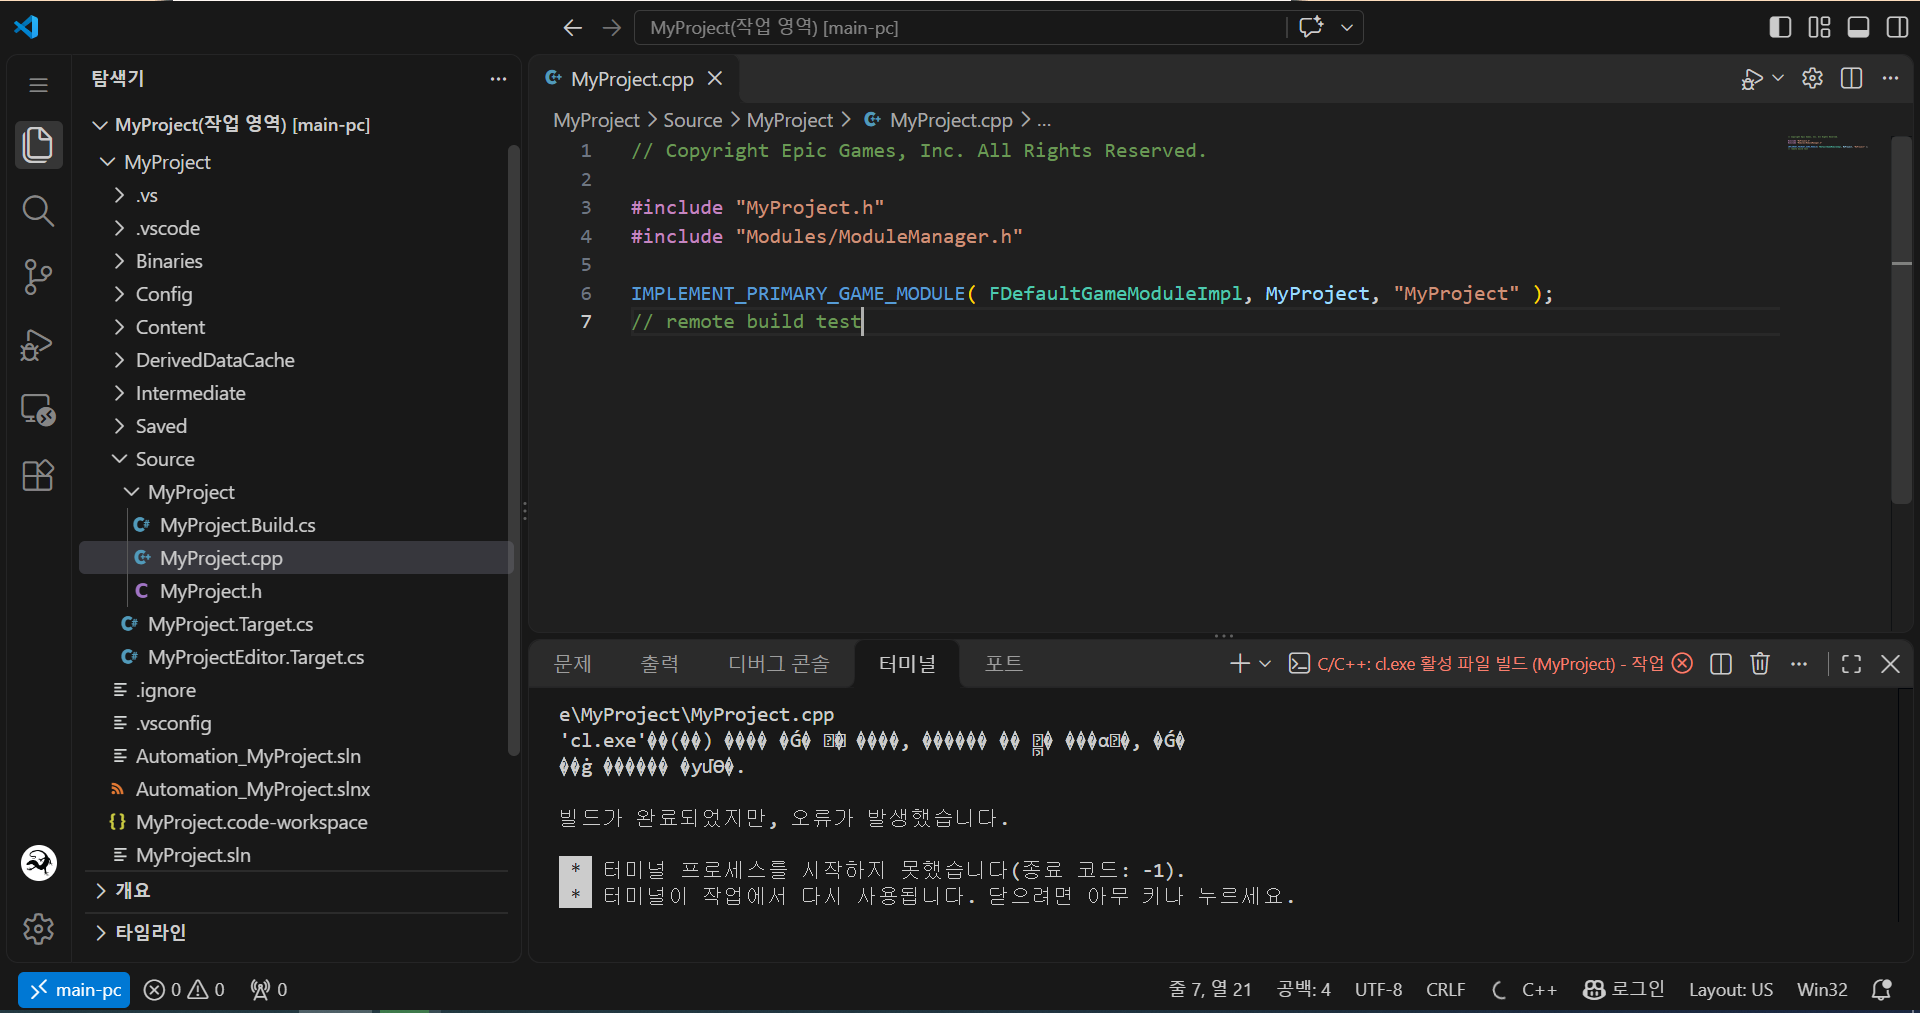 MyProject(작업 영역) [main-pc]
탐색기
MyProject(작업 영역) [main-pc]
MyProject
.vs
.vscode
Binaries
Config
Content
DerivedDataCache
Intermediate
Saved
Source
MyProject
MyProject.Build.cs
MyProject.cpp
MyProject.h
MyProject.Target.cs
MyProjectEditor.Target.cs
.ignore
.vsconfig
Automation_MyProject.sln
Automation_MyProject.slnx
MyProject.code-workspace
MyProject.sln
개요
타임라인
MyProject.cpp
MyProject > Source > MyProject > MyProject.cpp > ...
1 // Copyright Epic Games, Inc. All Rights Reserved.
2
3 #include "MyProject.h"
4 #include "Modules/ModuleManager.h"
5
6 IMPLEMENT_PRIMARY_GAME_MODULE( FDefaultGameModuleImpl, MyProject, "MyProject" );
7 // remote build test
문제 출력 디버그 콘솔 터미널 포트
C/C++: cl.exe 활성 파일 빌드 (MyProject) - 작업
e\MyProject\MyProject.cpp
'cl.exe'
빌드가 완료되었지만, 오류가 발생했습니다.
* 터미널 프로세스를 시작하지 못했습니다(종료 코드: -1).
* 터미널이 작업에서 다시 사용됩니다. 닫으려면 아무 키나 누르세요.
main-pc 0 0 0 줄 7, 열 21 공백: 4 UTF-8 CRLF C++ 로그인 Layout: US Win32